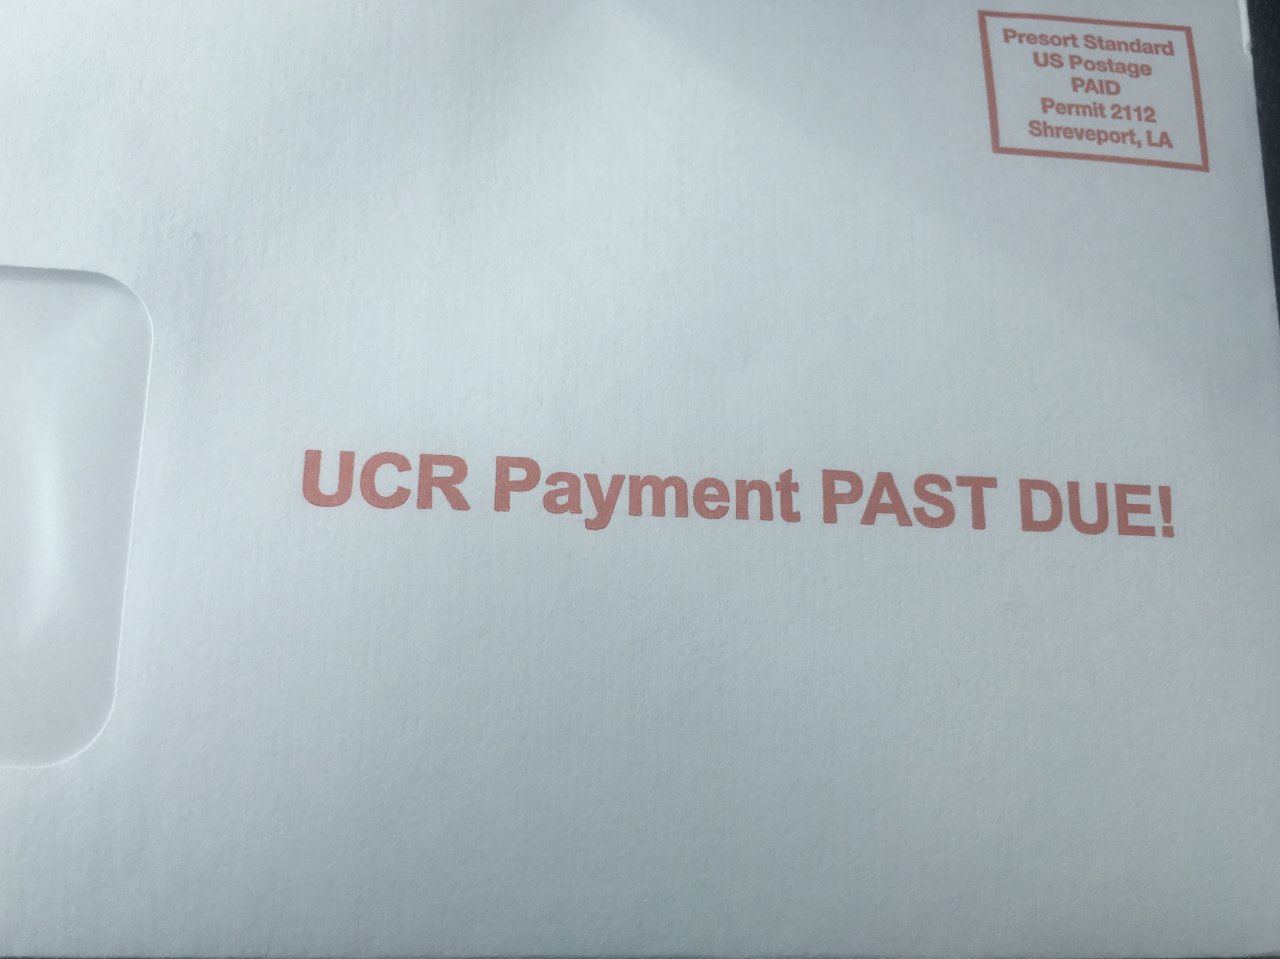 Presort Standard
US Postage
PAID
Permit 2112
Shreveport, LA
UCR Payment PAST DUE!